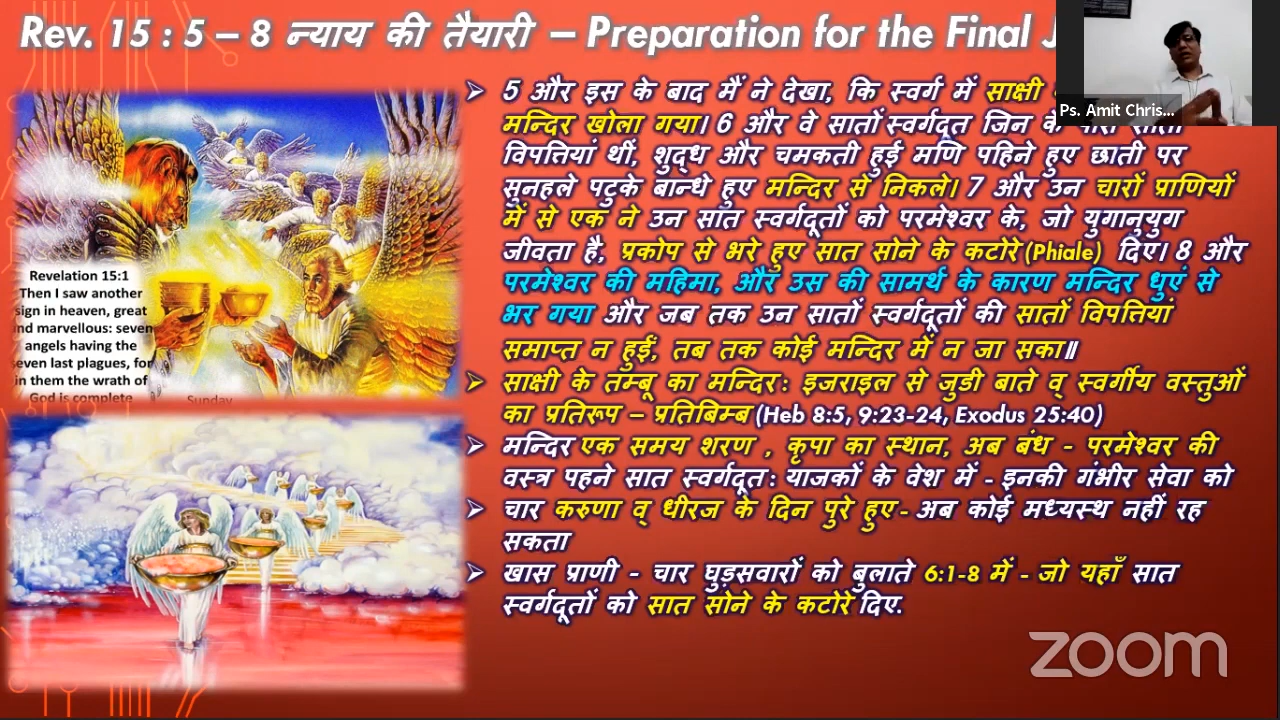 Rev. 15 : 5 – 8 न्याय की तैयारी – Preparation for the Final
Ps. Amit Chris...
➢ 5 और इस के बाद मैं ने देखा, कि स्वर्ग में साक्षी
मन्दिर खोला गया। 6 और वे सातों स्वर्गदूत जिन के
विपत्तियां थीं, शुद्ध और चमकती हुई मणि पहिने हुए छाती पर
सुनहले पटुके बान्धे हुए मन्दिर से निकले। 7 और उन चारों प्राणियों
में से एक ने उन सात स्वर्गदूतों को परमेश्वर के, जो युगानुयुग
जीवता है, प्रकोप से भरे हुए सात सोने के कटोरे (Phiale) दिए। 8 और
परमेश्वर की महिमा, और उस की सामर्थ के कारण मन्दिर धुएं से
भर गया और जब तक उन सातों स्वर्गदूतों की सातों विपत्तियां
समाप्त न हुईं, तब तक कोई मन्दिर में न जा सका॥
➢ साक्षी के तम्बू का मन्दिर : इजराइल से जुडी बाते व् स्वर्गीय वस्तुओं
का प्रतिरूप – प्रतिबिम्ब (Heb 8:5, 9:23-24, Exodus 25:40)
➢ मन्दिर एक समय शरण , कृपा का स्थान, अब बंध - परमेश्वर की
वस्त्र पहने सात स्वर्गदूत : याजकों के वेश में - इनकी गंभीर सेवा को
➢ चार करुणा व् धीरज के दिन पुरे हुए - अब कोई मध्यस्थ नहीं रह
सकता
➢ खास प्राणी - चार घुड़सवारों को बुलाते 6:1-8 में - जो यहाँ सात
स्वर्गदूतों को सात सोने के कटोरे दिए.
Revelation 15:1
Then I saw another
sign in heaven, great
and marvellous: seven
angels having the
seven last plagues, for
in them the wrath of
God is complete
Sunday
zoom